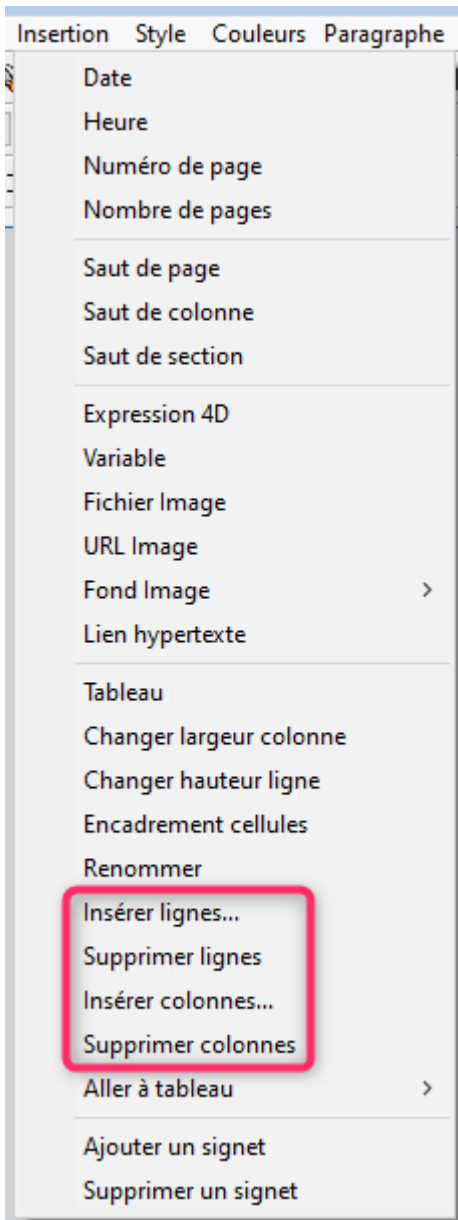 Insertion Style Couleurs Paragraphe
Date
Heure
Numéro de page
Nombre de pages
Saut de page
Saut de colonne
Saut de section
Expression 4D
Variable
Fichier Image
URL Image
Fond Image >
Lien hypertexte
Tableau
Changer largeur colonne
Changer hauteur ligne
Encadrement cellules
Renommer
Insérer lignes...
Supprimer lignes
Insérer colonnes...
Supprimer colonnes
Aller à tableau >
Ajouter un signet
Supprimer un signet